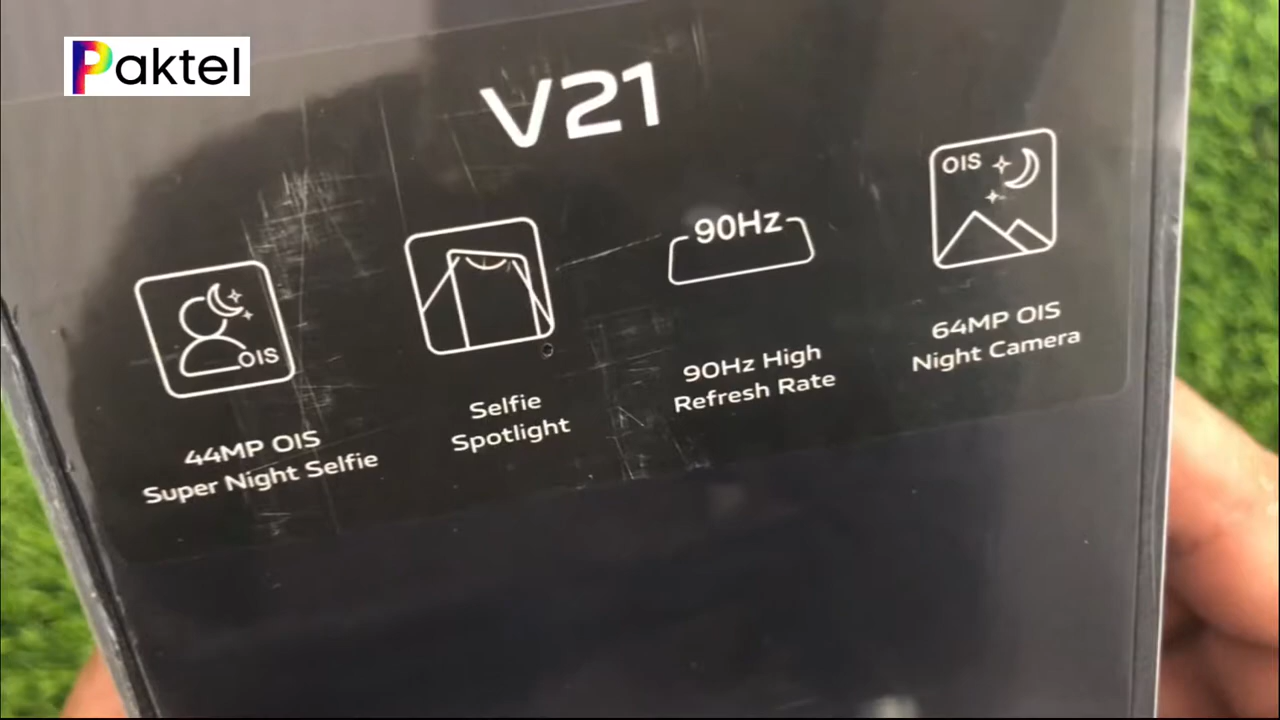 Paktel
V21
OIS
44MP OIS
Super Night Selfie
Selfie
Spotlight
90Hz
90Hz High
Refresh Rate
OIS
64MP OIS
Night Camera